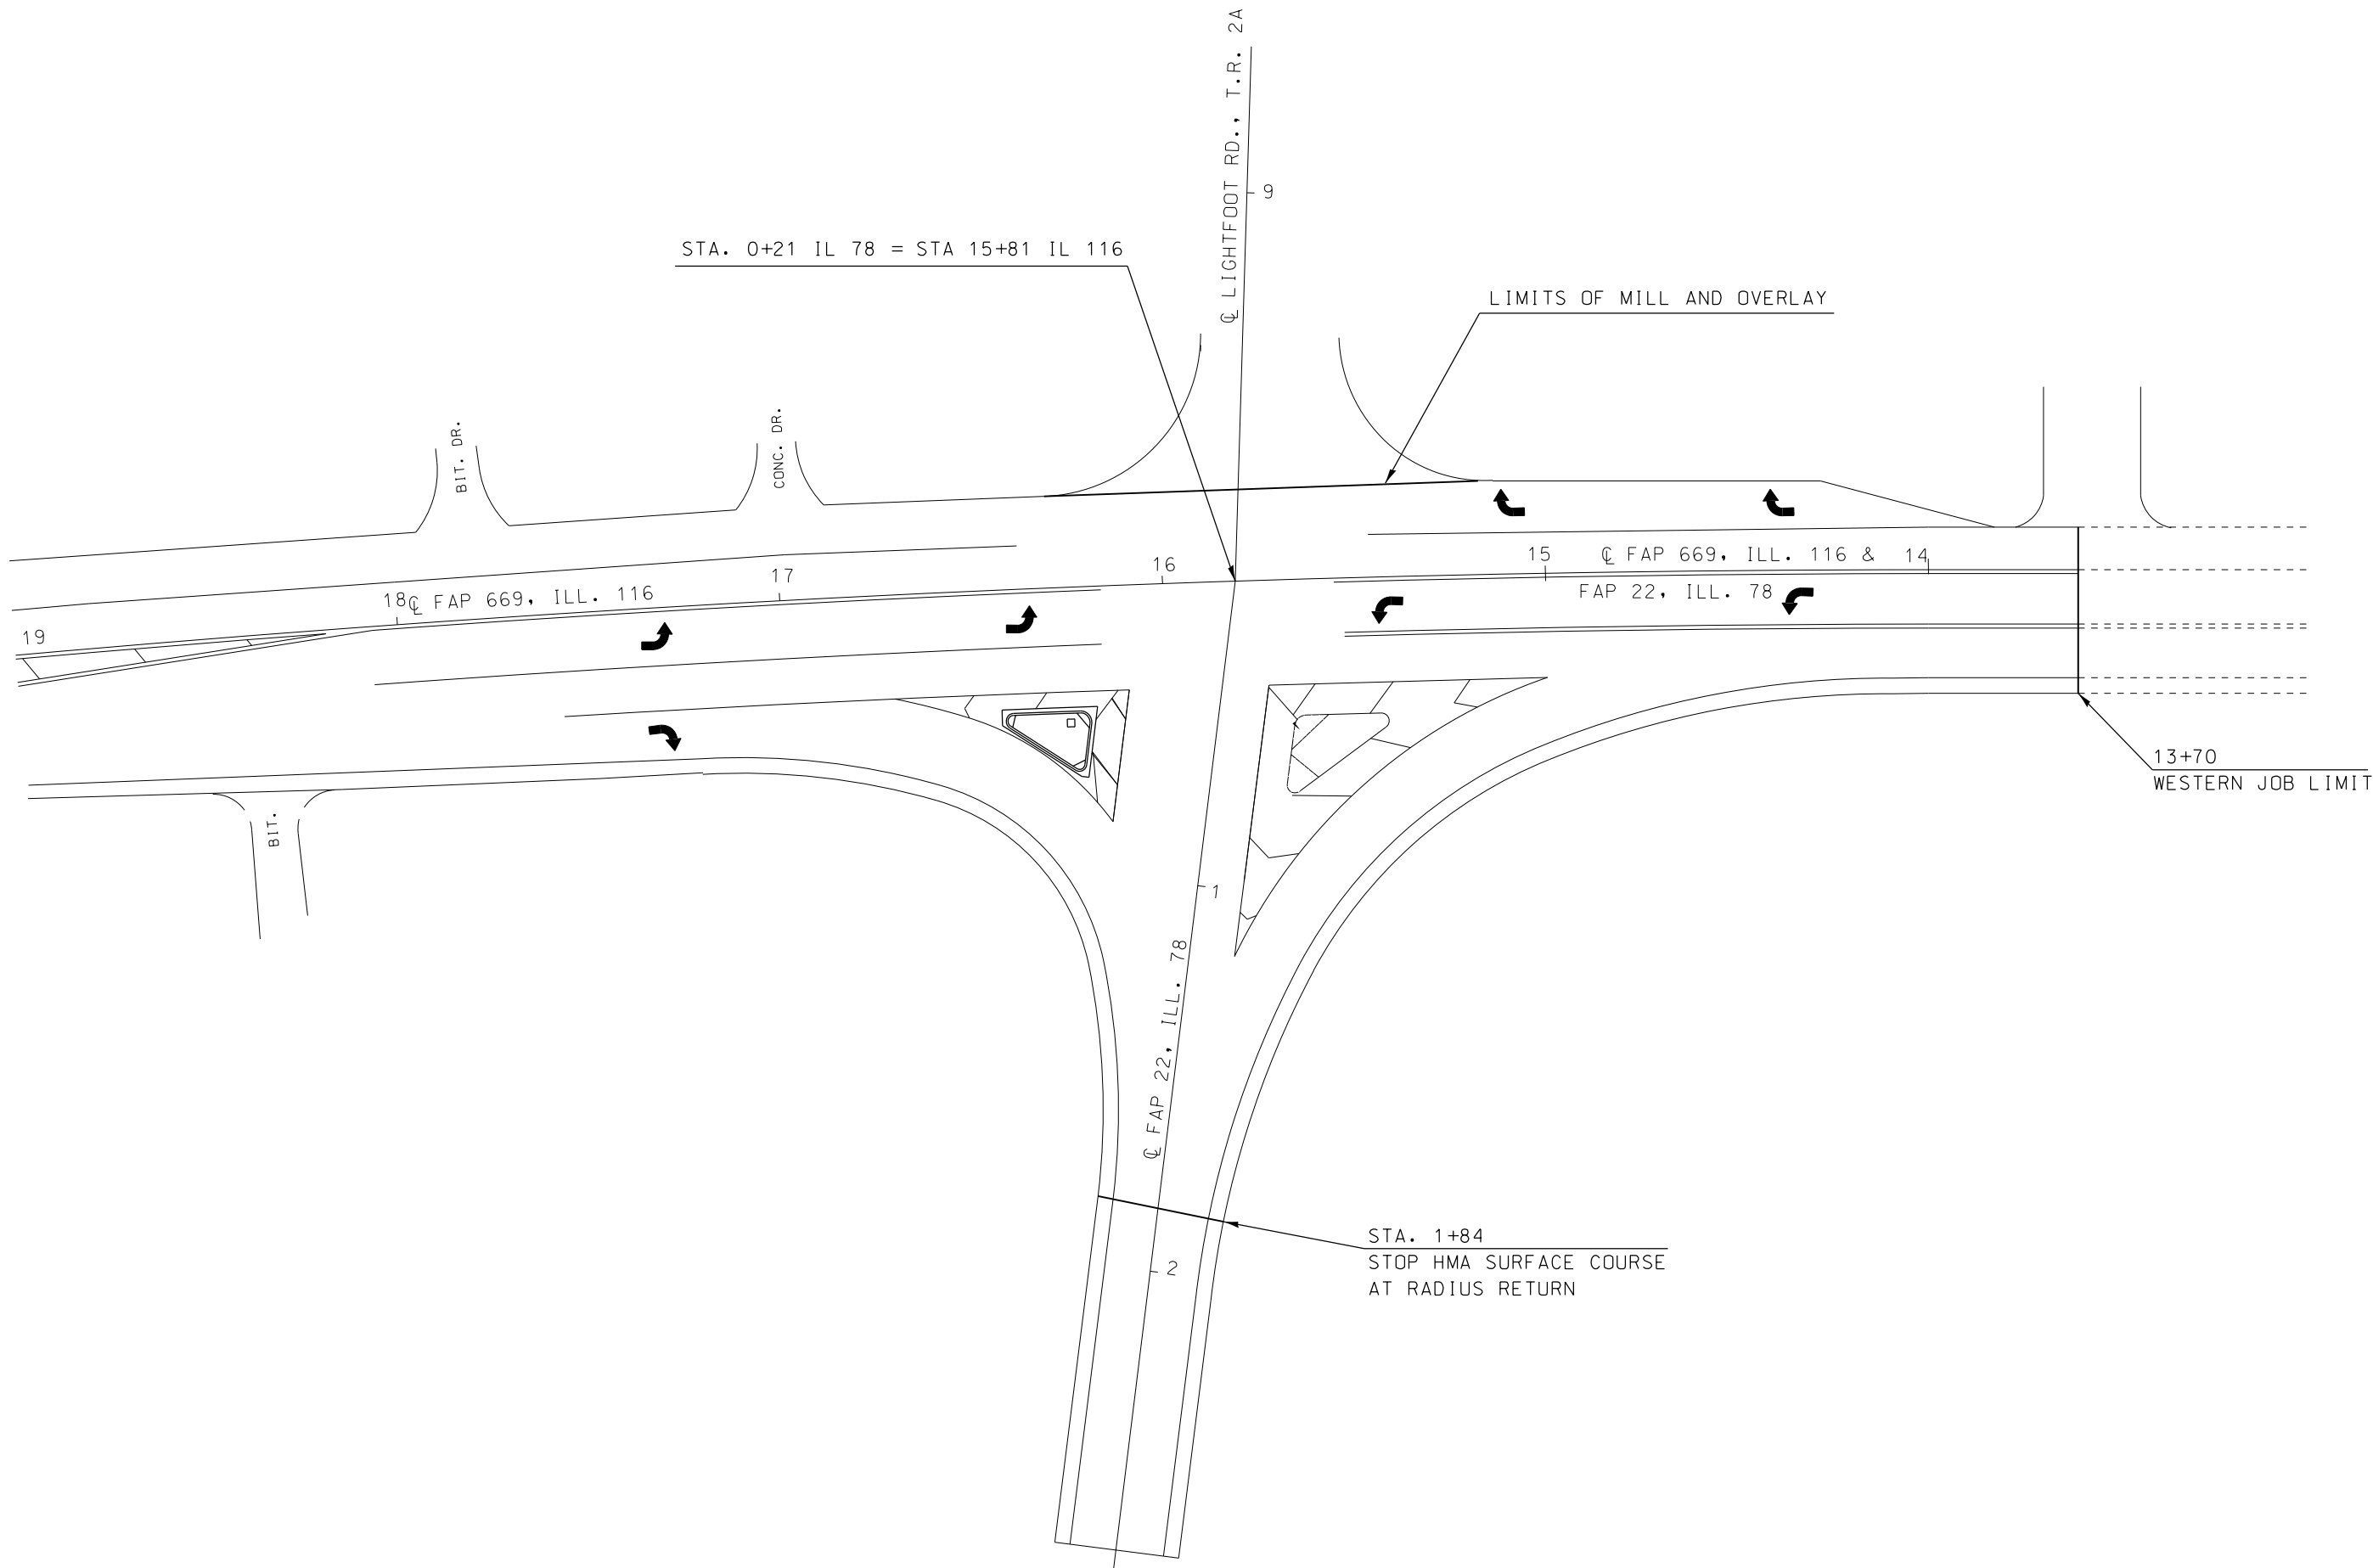 ℄ LIGHTFOOT RD., T.R. 2A
9
STA. 0+21 IL 78 = STA 15+81 IL 116
LIMITS OF MILL AND OVERLAY
BIT. DR.
CONC. DR.
19
18
℄ FAP 669, ILL. 116
17
16
15
℄ FAP 669, ILL. 116 &
14
FAP 22, ILL. 78
13+70
WESTERN JOB LIMIT
BIT.
1
℄ FAP 22, ILL. 78
STA. 1+84
STOP HMA SURFACE COURSE
AT RADIUS RETURN
2